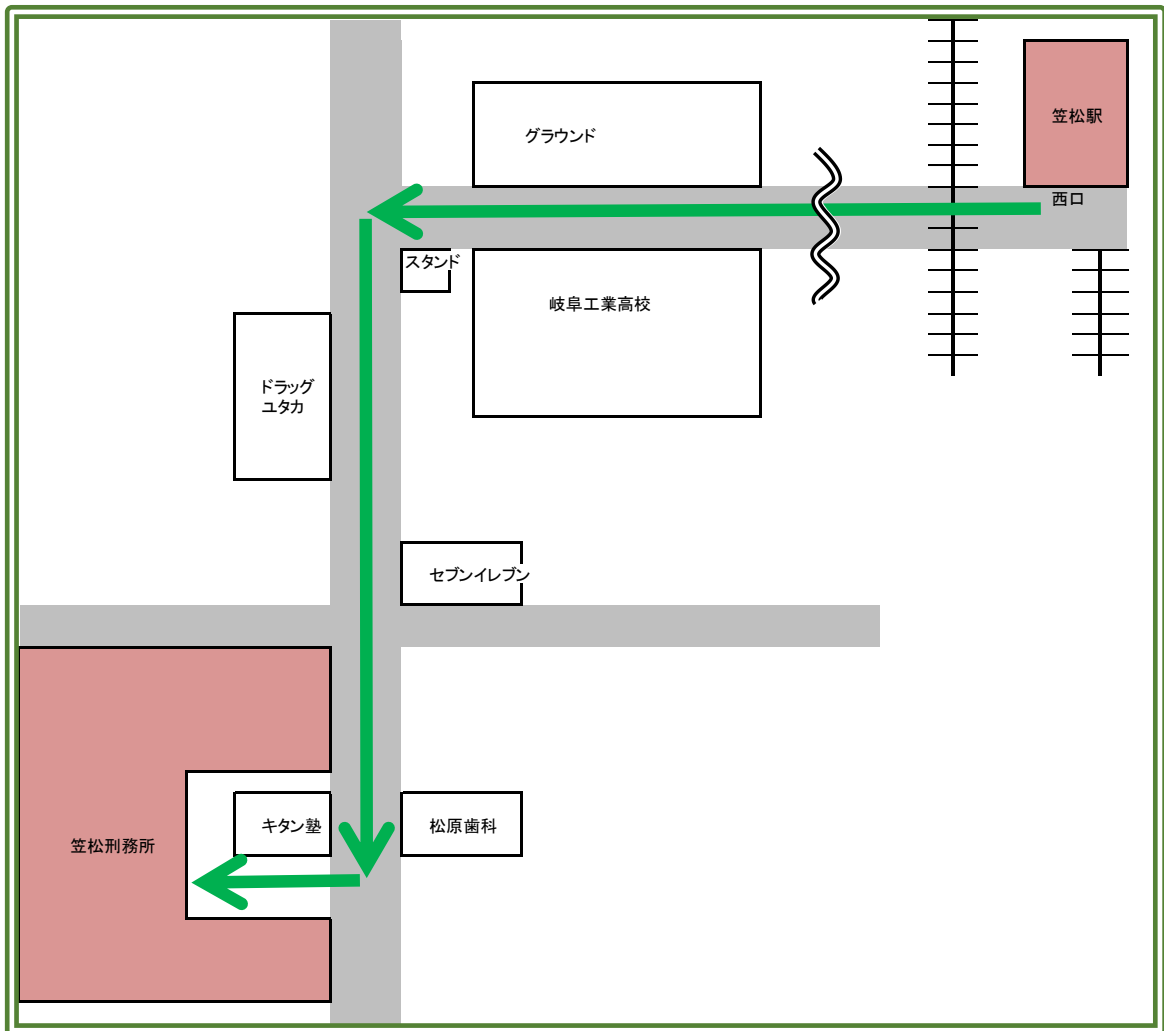 グラウンド
笠松駅
西口
スタンド
岐阜工業高校
ドラッグ
ユタカ
セブンイレブン
キタン塾
松原歯科
笠松刑務所